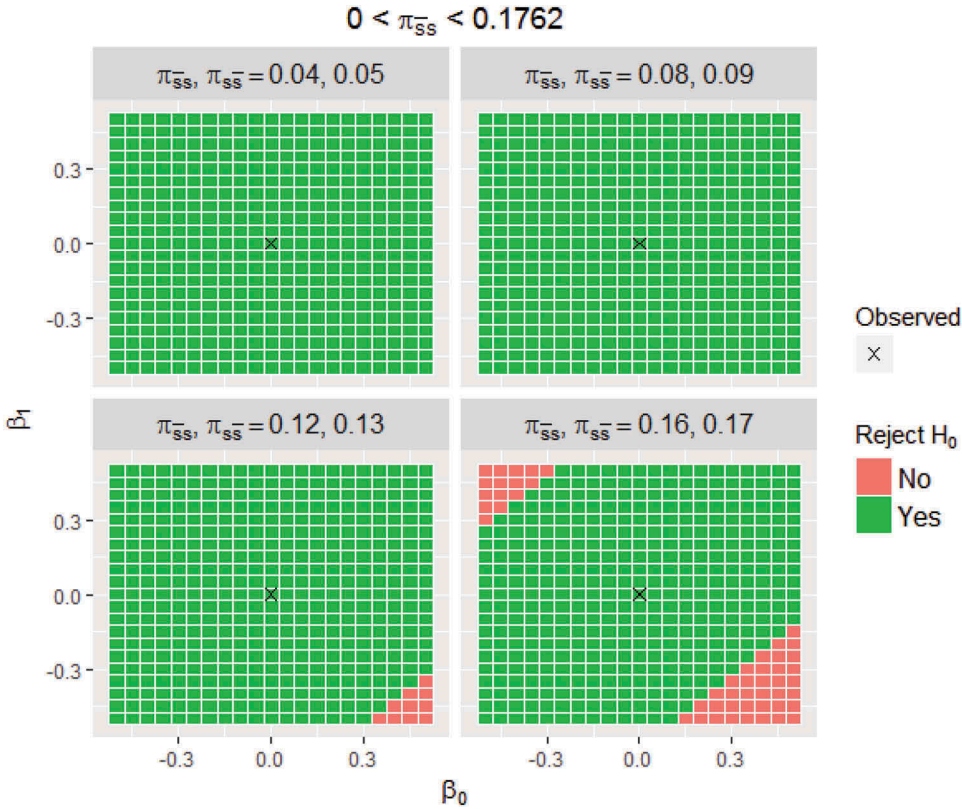 0 < π_s̅s < 0.1762
π_s̅s, π_ss̅ = 0.04, 0.05
π_s̅s, π_ss̅ = 0.08, 0.09
0.3
0.0
-0.3
π_s̅s, π_ss̅ = 0.12, 0.13
π_s̅s, π_ss̅ = 0.16, 0.17
0.3
0.0
-0.3
β₁
-0.3 0.0 0.3
-0.3 0.0 0.3
β₀
Observed
×
Reject H₀
No
Yes